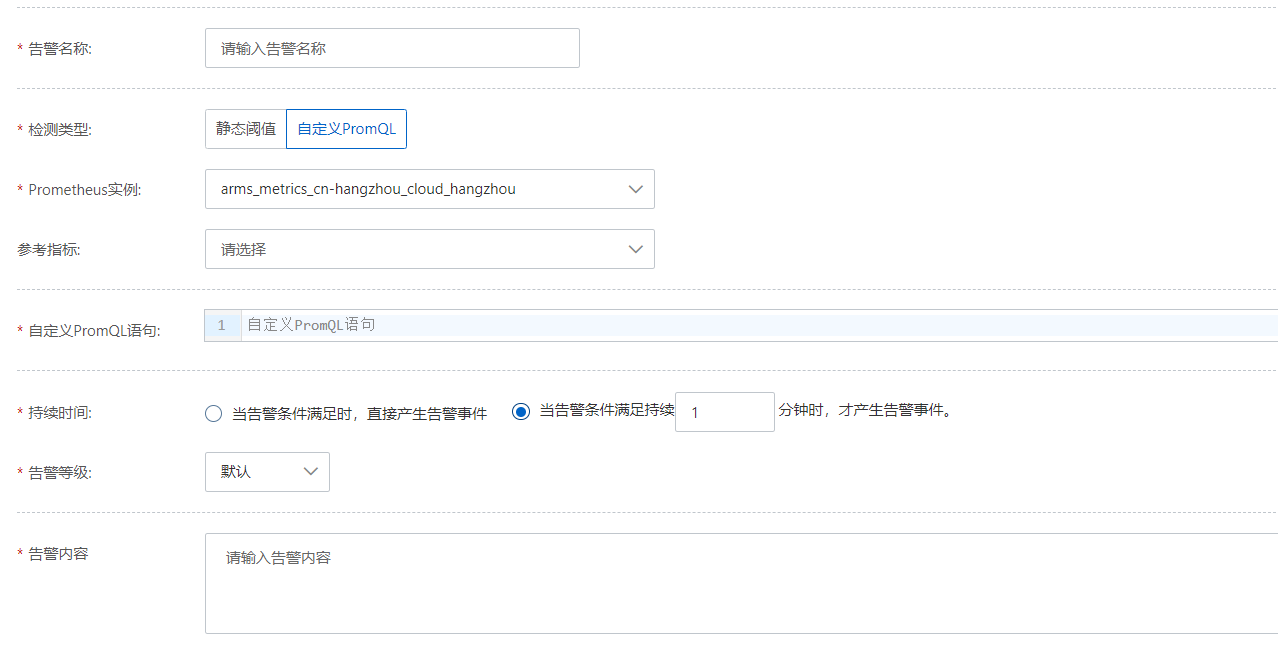 * 告警名称:
请输入告警名称
* 检测类型:
静态阈值 自定义PromQL
* Prometheus实例:
arms_metrics_cn-hangzhou_cloud_hangzhou
参考指标:
请选择
* 自定义PromQL语句:
1 自定义PromQL语句
* 持续时间:
当告警条件满足时，直接产生告警事件 当告警条件满足持续 1 分钟时，才产生告警事件。
* 告警等级:
默认
* 告警内容
请输入告警内容